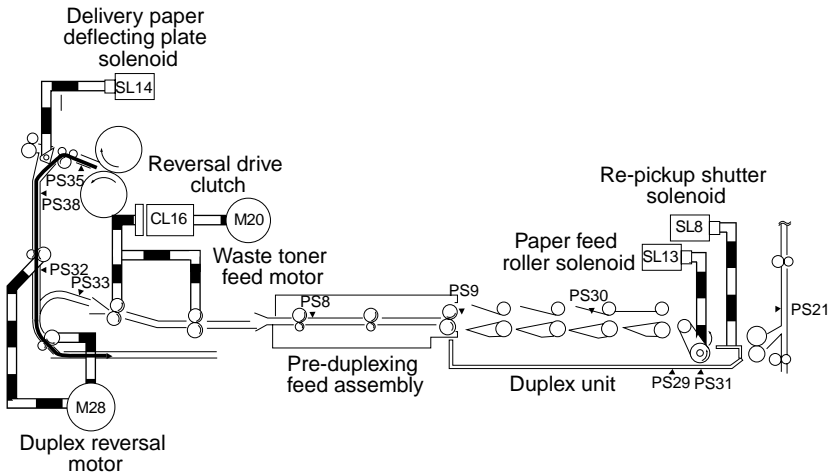 Delivery paper
deflecting plate
solenoid
SL14
PS35
PS38
Reversal drive
clutch
CL16
M20
Waste toner
feed motor
PS32
PS33
PS8
Pre-duplexing
feed assembly
PS9
PS30
Duplex unit
Re-pickup shutter
solenoid
SL8
Paper feed
roller solenoid
SL13
PS21
PS29
PS31
M28
Duplex reversal
motor